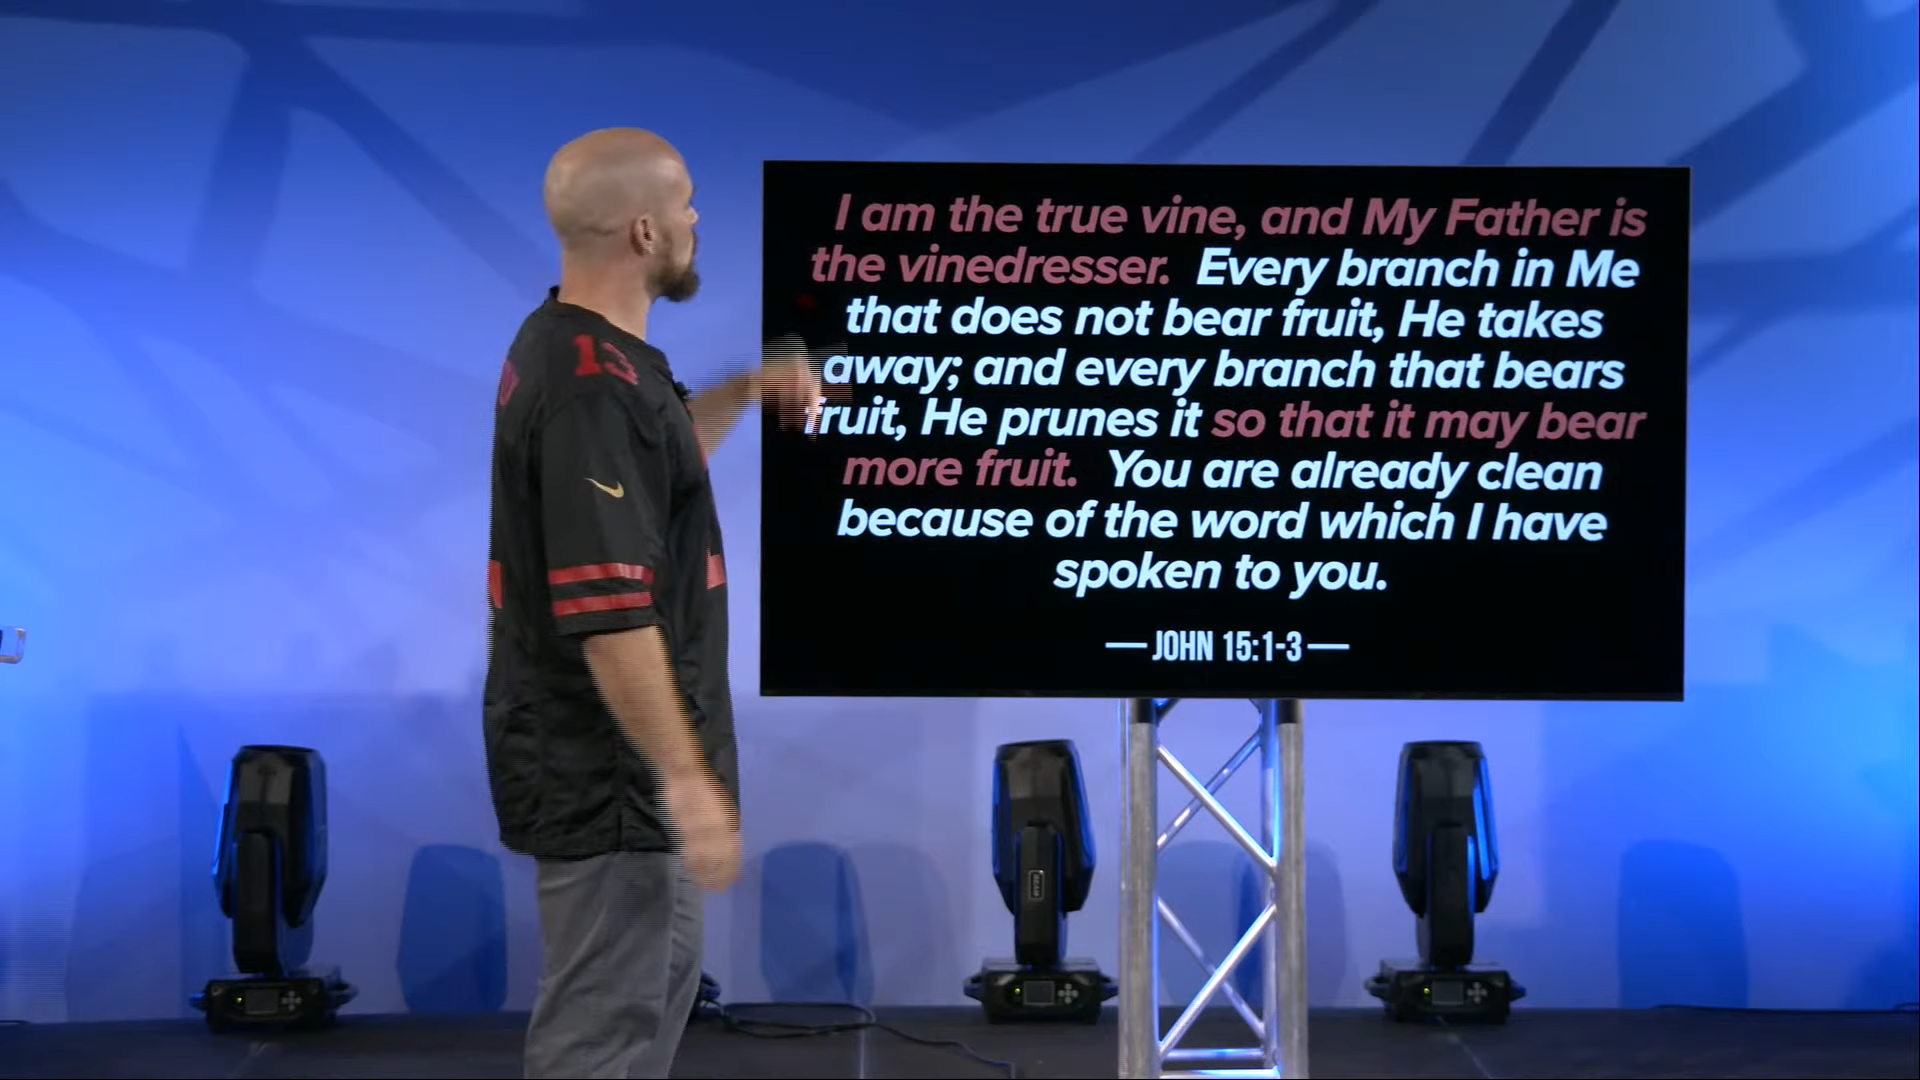 I am the true vine, and My Father is
the vinedresser. Every branch in Me
that does not bear fruit, He takes
away; and every branch that bears
fruit, He prunes it so that it may bear
more fruit. You are already clean
because of the word which I have
spoken to you.
— JOHN 15:1-3 —
13
BEAM